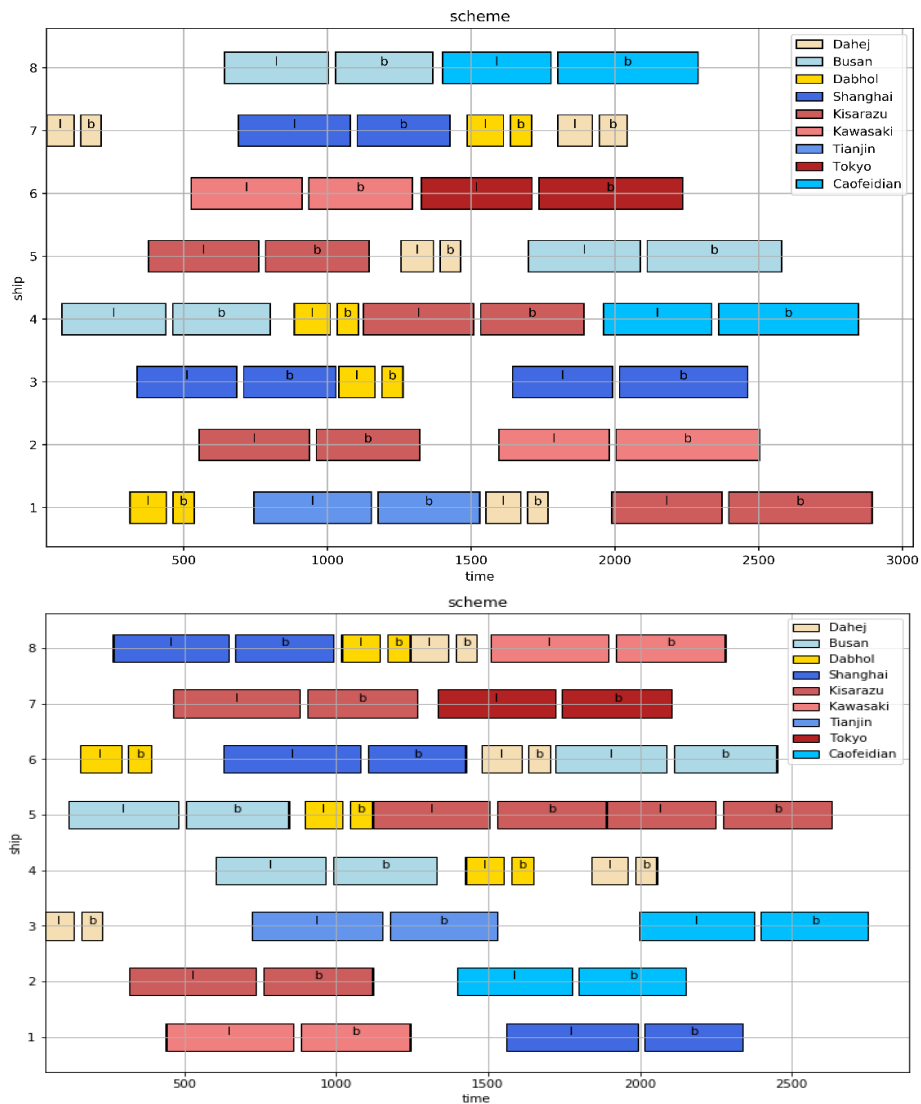 scheme
Dahej
Busan
Dabhol
Shanghai
Kisarazu
Kawasaki
Tianjin
Tokyo
Caofeidian
ship
8 l b l b
7 l b l b l b l b
6 l b l b
5 l b l b l b
4 l b l b l b l b
3 l b l b l b
2 l b l b
1 l b l b l b l b
500 1000 1500 2000 2500 3000
time
scheme
Dahej
Busan
Dabhol
Shanghai
Kisarazu
Kawasaki
Tianjin
Tokyo
Caofeidian
ship
8 l b l b l b l b
7 l b l b
6 l b l b l b l b
5 l b l b l b l b
4 l b l b l b
3 l b l b l b
2 l b l b
1 l b l b
500 1000 1500 2000 2500
time